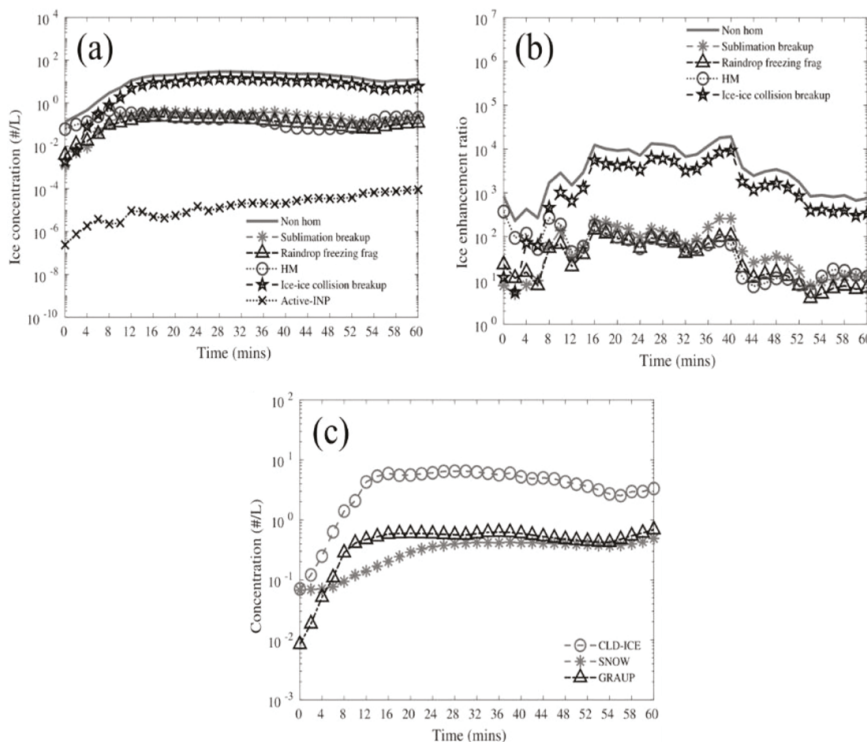 (a)
10 4
10 2
10 0
10 -2
10 -4
10 -6
10 -8
10 -10
Ice concentration (#/L)
Non hom
Sublimation breakup
Raindrop freezing frag
HM
Ice-ice collision breakup
Active-INP
0 4 8 12 16 20 24 28 32 36 40 44 48 52 56 60
Time (mins)
(b)
10 7
10 6
10 5
10 4
10 3
10 2
10 1
10 0
Ice enhancement ratio
Non hom
Sublimation breakup
Raindrop freezing frag
HM
Ice-ice collision breakup
0 4 8 12 16 20 24 28 32 36 40 44 48 52 56 60
Time (mins)
(c)
10 2
10 1
10 0
10 -1
10 -2
10 -3
Concentration (#/L)
CLD-ICE
SNOW
GRAUP
0 4 8 12 16 20 24 28 32 36 40 44 48 52 56 60
Time (mins)